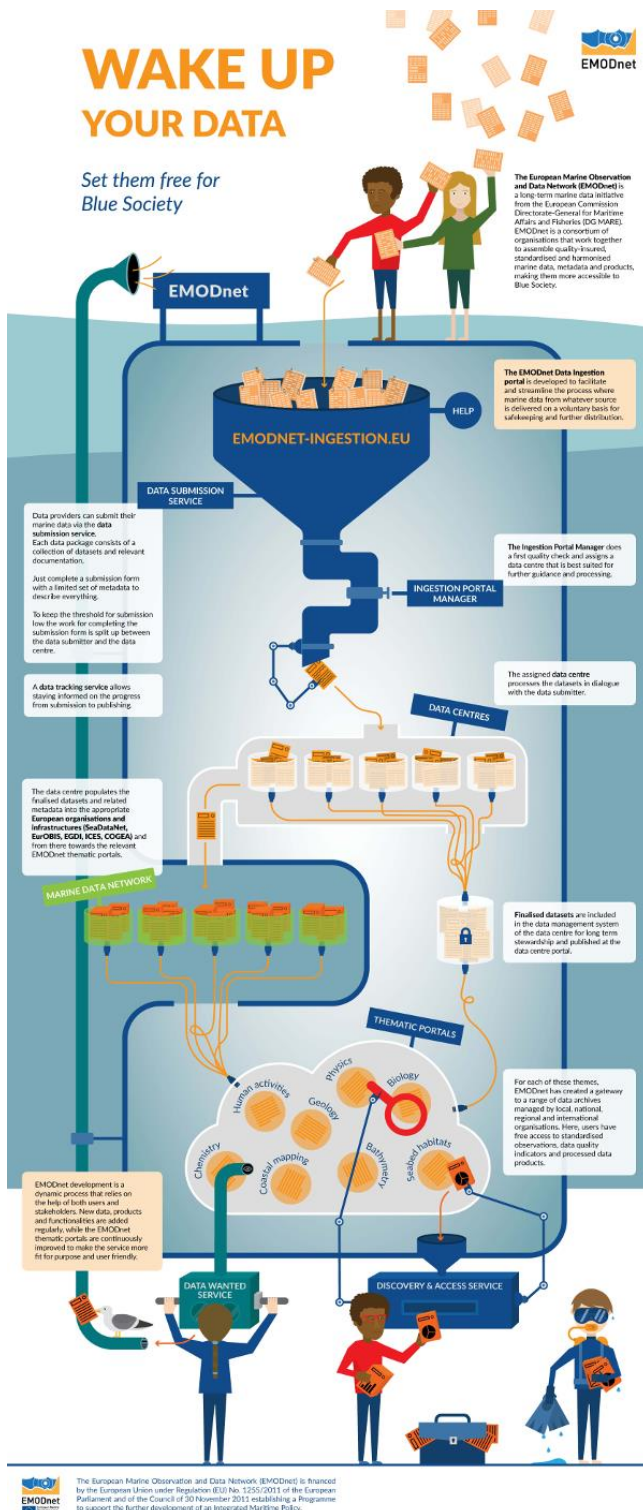 WAKE UP
YOUR DATA
Set them free for
Blue Society
EMODnet
The European Marine Observation
and Data Network (EMODnet) is
a long-term marine data initiative
from the European Commission
Directorate-General for Maritime
Affairs and Fisheries (DG MARE).
EMODnet is a consortium of
organisations that work together
to assemble quality-insured,
standardised and harmonised
marine data, metadata and products,
making them more accessible to
Blue Society.
EMODnet
The EMODnet Data Ingestion
portal is developed to facilitate
and streamline the process where
marine data from whatever source
is delivered on a voluntary basis for
safekeeping and further distribution.
HELP
EMODNET-INGESTION.EU
DATA SUBMISSION
SERVICE
Data providers can submit their
marine data via the data
submission service.
Each data package consists of a
collection of datasets and relevant
documentation.
Just complete a submission form
with a limited set of metadata to
describe everything.
To keep the threshold for submission
low the work for completing the
submission form is split up between
the data submitter and the data
centre.
The Ingestion Portal Manager does
a first quality check and assigns a
data centre that is best suited for
further guidance and processing.
INGESTION PORTAL
MANAGER
A data tracking service allows
staying informed on the progress
from submission to publishing.
The assigned data centre
processes the datasets in dialogue
with the data submitter.
DATA CENTRES
The data centre populates the
finalised datasets and related
metadata into the appropriate
European organisations and
infrastructures (SeaDataNet,
EurOBIS, EGDI, ICES, COGEA) and
from there towards the relevant
EMODnet thematic portals.
MARINE DATA NETWORK
Finalised datasets are included
in the data management system
of the data centre for long term
stewardship and published at the
data centre portal.
THEMATIC PORTALS
Human activities
Physics
Biology
Geology
Chemistry
Coastal mapping
Bathymetry
Seabed habitats
For each of these themes,
EMODnet has created a gateway
to a range of data archives
managed by local, national,
regional and international
organisations. Here, users have
free access to standardised
observations, data quality
indicators and processed data
products.
EMODnet development is a
dynamic process that relies on
the help of both users and
stakeholders. New data, products
and functionalities are added
regularly, while the EMODnet
thematic portals are continuously
improved to make the service more
fit for purpose and user friendly.
DATA WANTED
SERVICE
DISCOVERY & ACCESS SERVICE
EMODnet
The European Marine Observation and Data Network (EMODnet) is financed
by the European Union under Regulation (EU) No. 1255/2011 of the European
Parliament and of the Council of 30 November 2011 establishing a Programme
to support the further development of an Integrated Maritime Policy.